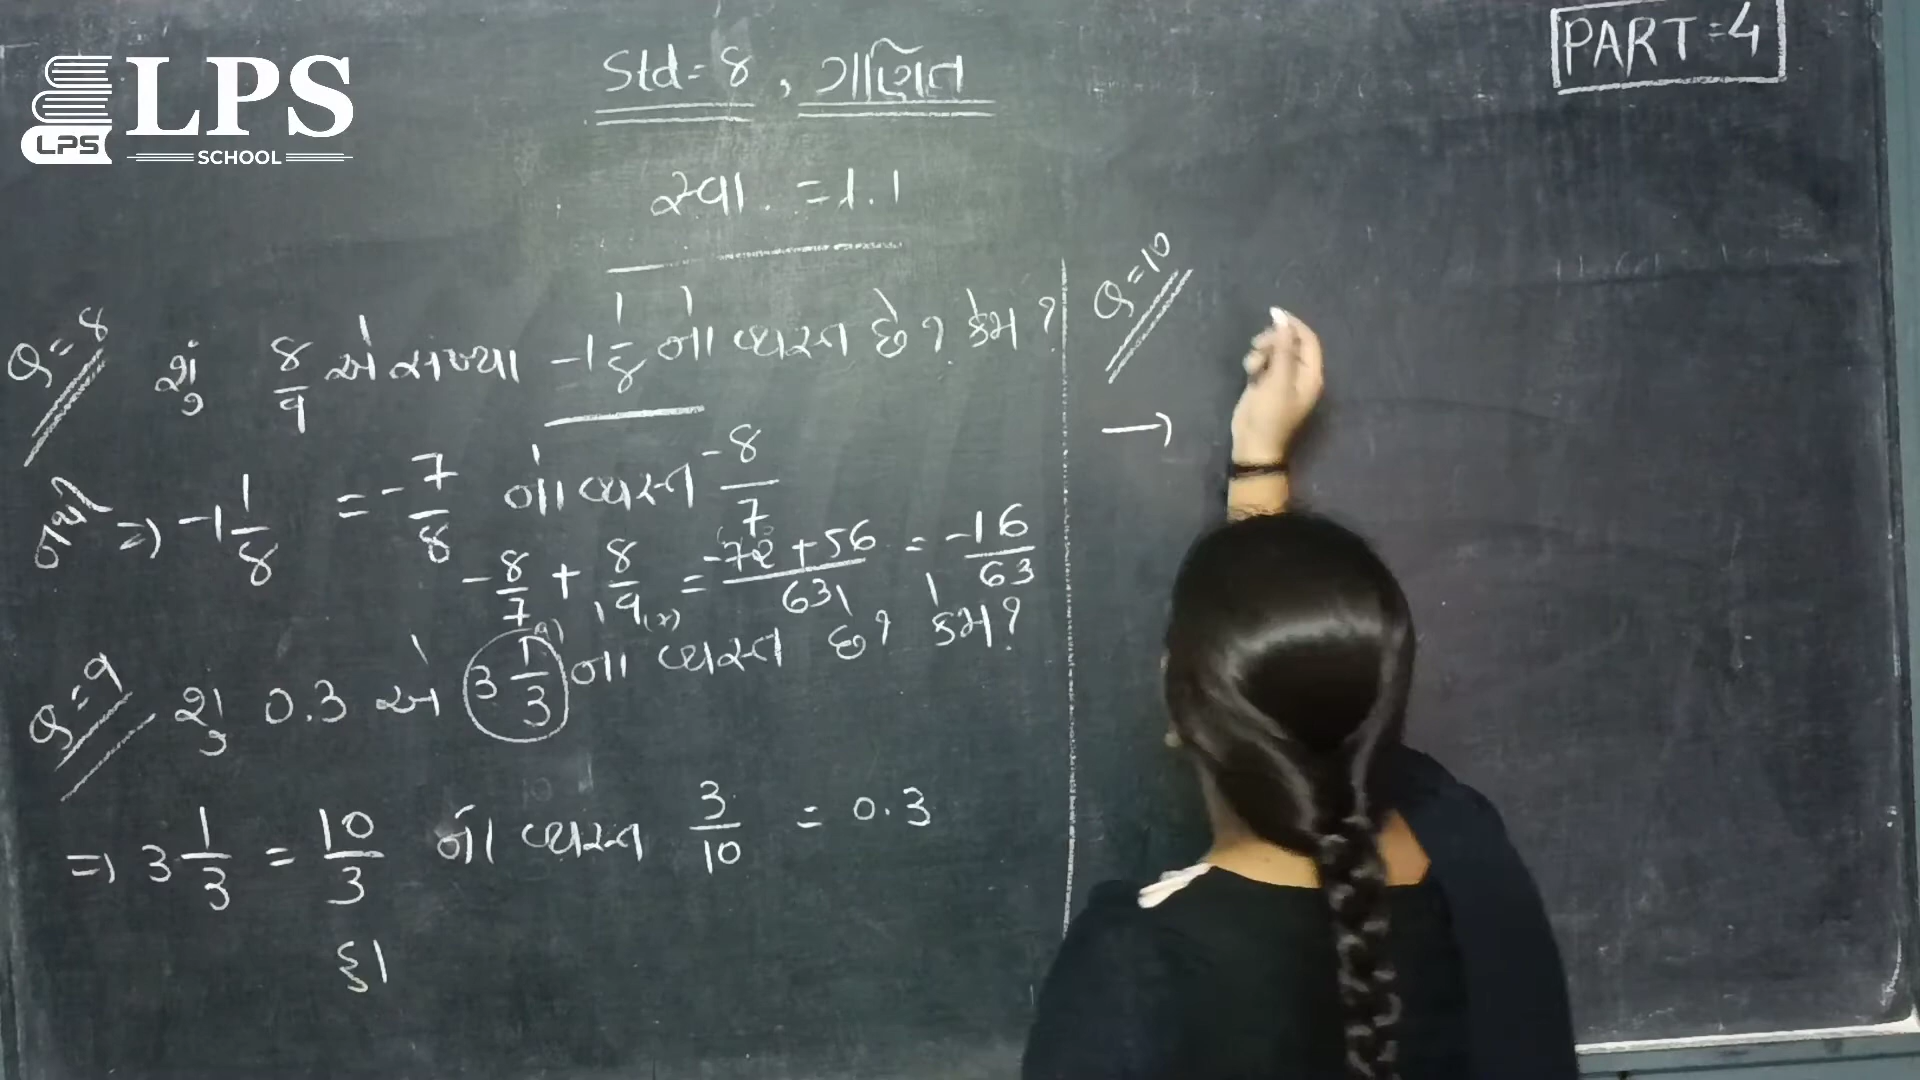 LPS
LPS
SCHOOL
PART=4
Std=8, ગણિત
સ્વા. =1.1
Q=8 શું 8/9 એ સંખ્યા -1 1/8 નો વ્યસ્ત છે? કેમ?
નથી => -1 1/8 = -7/8 નો વ્યસ્ત -8/7
-8/7 + 8/9 = -72+56/63 = -16/63
Q=9 શું 0.3 એ 3 1/3 નો વ્યસ્ત છે? કેમ?
=> 3 1/3 = 10/3 નો વ્યસ્ત 3/10 = 0.3
હા
Q=10
→